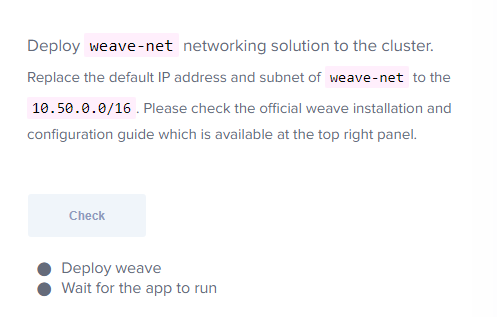 Deploy weave-net networking solution to the cluster.
Replace the default IP address and subnet of weave-net to the
10.50.0.0/16 . Please check the official weave installation and
configuration guide which is available at the top right panel.
Check
Deploy weave
Wait for the app to run